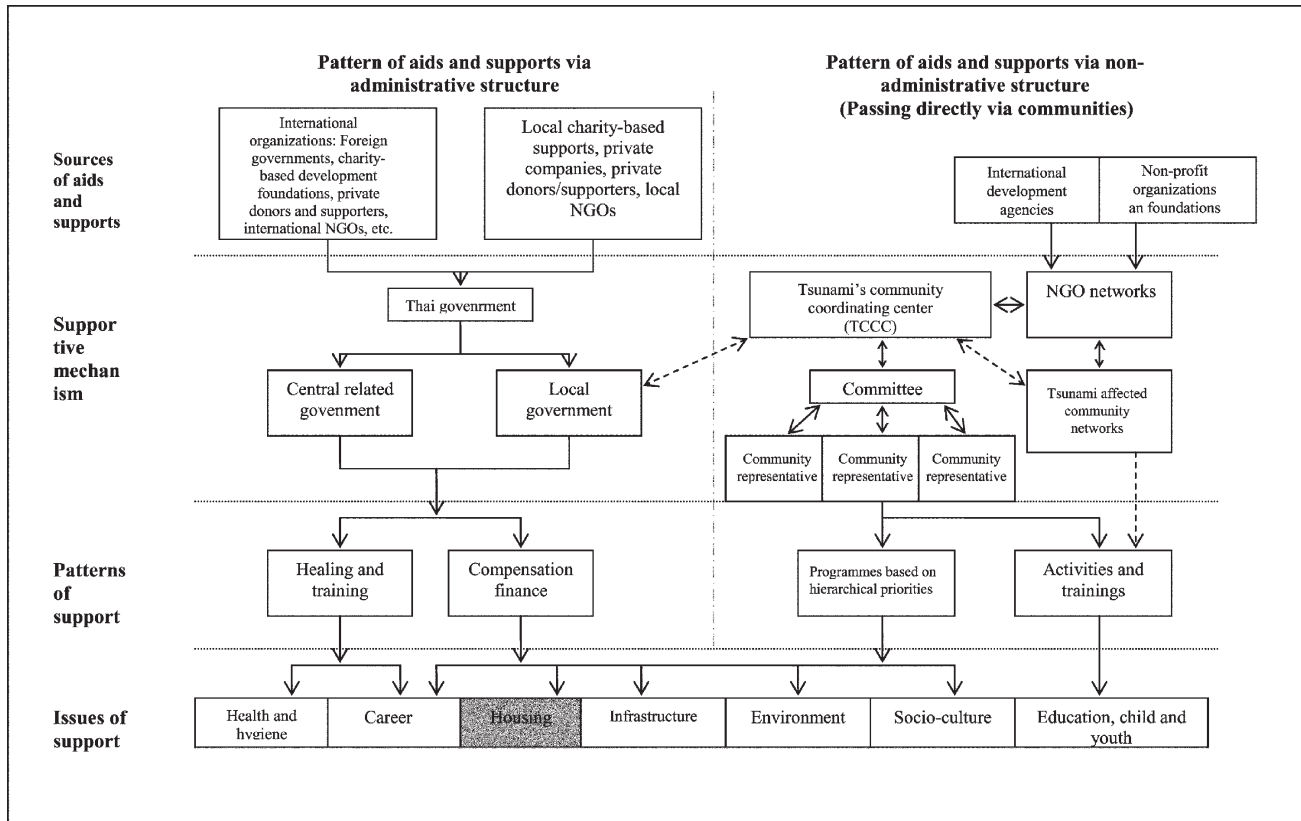 Pattern of aids and supports via
administrative structure
Pattern of aids and supports via non-
administrative structure
(Passing directly via communities)
Sources
of aids
and
supports
International
organizations: Foreign
governments, charity-
based development
foundations, private
donors and supporters,
international NGOs, etc.
Local charity-based
supports, private
companies, private
donors/supporters, local
NGOs
International
development
agencies
Non-profit
organizations
an foundations
Suppor
tive
mechan
ism
Thai govenrment
Tsunami's community
coordinating center
(TCCC)
NGO networks
Central related
govenment
Local
government
Committee
Tsunami affected
community
networks
Community
representative
Community
representative
Community
representative
Patterns
of
support
Healing and
training
Compensation
finance
Programmes based on
hierarchical priorities
Activities and
trainings
Issues of
support
Health and
hygiene
Career
Housing
Infrastructure
Environment
Socio-culture
Education, child and
youth